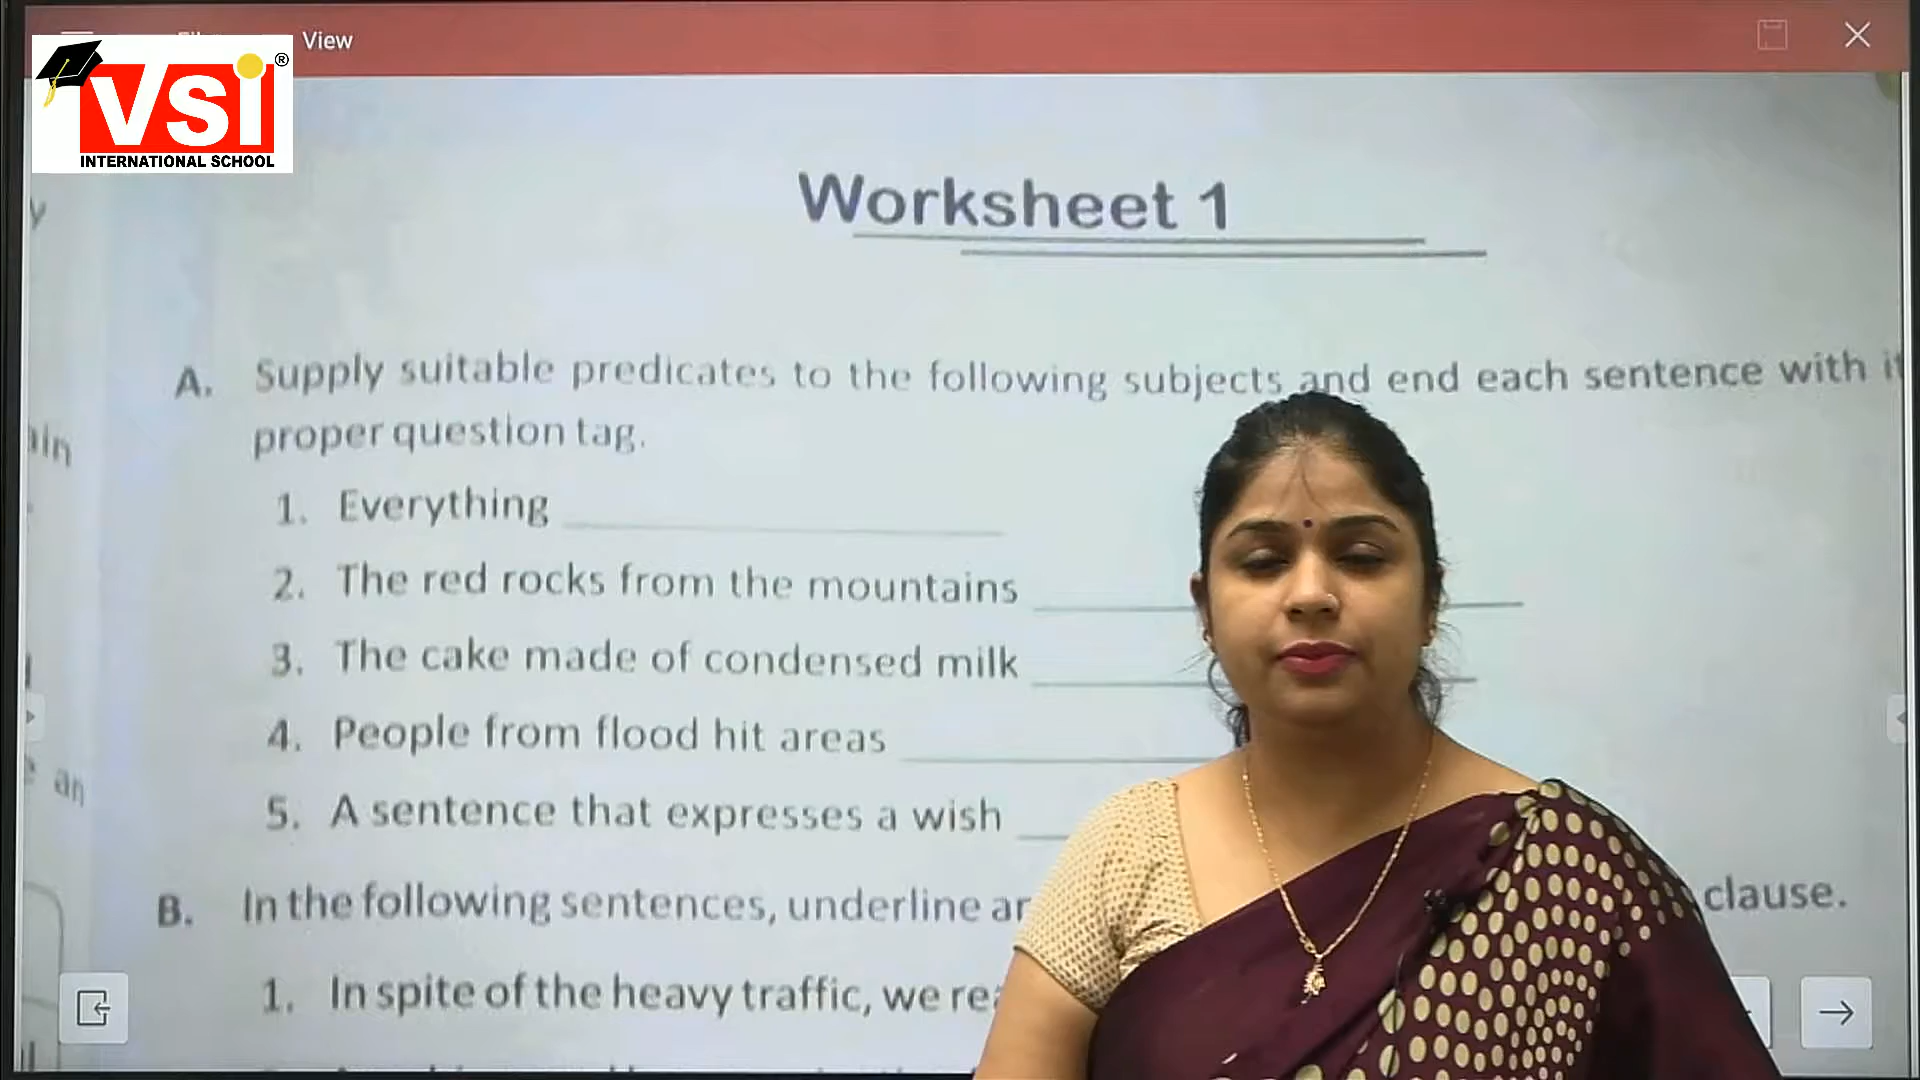 View
vsi®
INTERNATIONAL SCHOOL
Worksheet 1
A. Supply suitable predicates to the following subjects and end each sentence with it
proper question tag.
1. Everything
2. The red rocks from the mountains
3. The cake made of condensed milk
4. People from flood hit areas
5. A sentence that expresses a wish
B. In the following sentences, underline clause.
1. In spite of the heavy traffic, we
y
ain
an